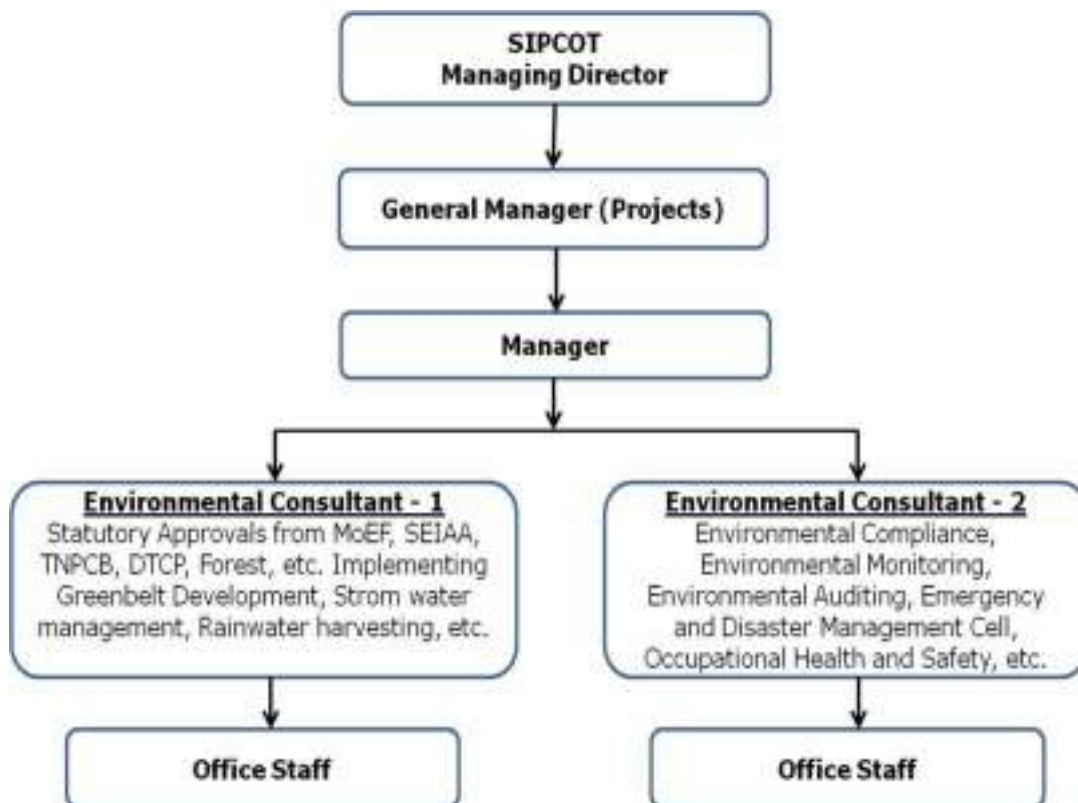 SIPCOT
Managing Director
General Manager (Projects)
Manager
Environmental Consultant - 1
Statutory Approvals from MoEF, SEIAA,
TNPCB, DTCP, Forest, etc. Implementing
Greenbelt Development, Strom water
management, Rainwater harvesting, etc.
Environmental Consultant - 2
Environmental Compliance,
Environmental Monitoring,
Environmental Auditing, Emergency
and Disaster Management Cell,
Occupational Health and Safety, etc.
Office Staff
Office Staff